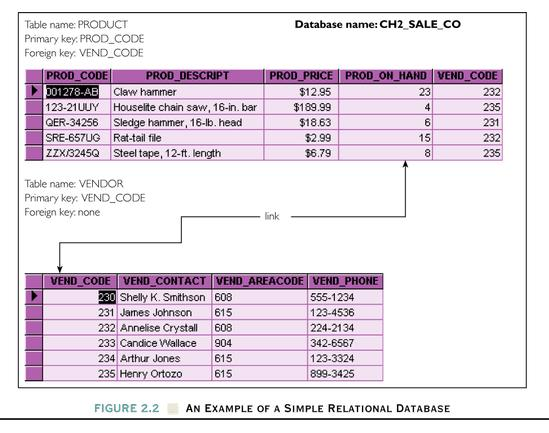 Table name: PRODUCT
Database name: CH2_SALE_CO
Primary key: PROD_CODE
Foreign key: VEND_CODE
PROD_CODE PROD_DESCRIPT PROD_PRICE PROD_ON_HAND VEND_CODE
001278-AB Claw hammer $12.95 23 232
123-21UUY Houselite chain saw, 16-in. bar $189.99 4 235
QER-34256 Sledge hammer, 16-lb. head $18.63 6 231
SRE-657UG Rat-tail file $2.99 15 232
ZZX/3245Q Steel tape, 12-ft. length $6.79 8 235
Table name: VENDOR
Primary key: VEND_CODE
Foreign key: none
link
VEND_CODE VEND_CONTACT VEND_AREACODE VEND_PHONE
230 Shelly K. Smithson 608 555-1234
231 James Johnson 615 123-4536
232 Annelise Crystall 608 224-2134
233 Candice Wallace 904 342-6567
234 Arthur Jones 615 123-3324
235 Henry Ortozo 615 899-3425
FIGURE 2.2 AN EXAMPLE OF A SIMPLE RELATIONAL DATABASE